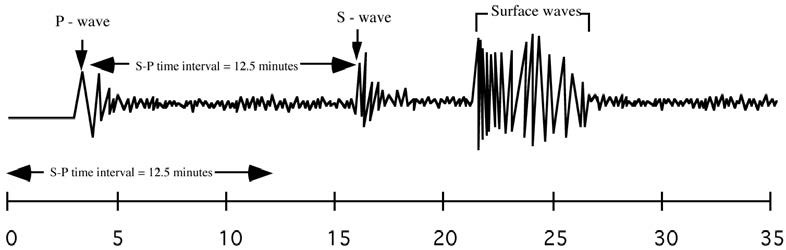 Surface waves
P - wave
S - wave
S-P time interval = 12.5 minutes
S-P time interval = 12.5 minutes
0 5 10 15 20 25 30 35